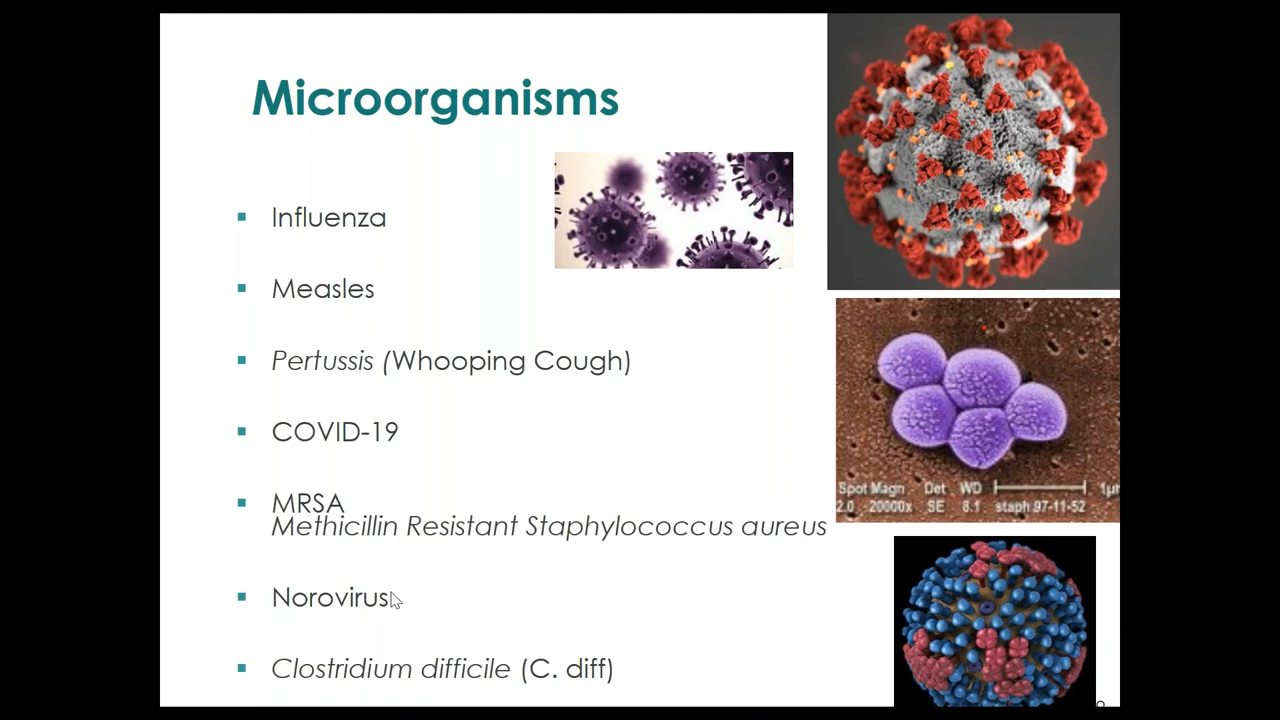 Microorganisms
▪ Influenza
▪ Measles
▪ Pertussis (Whooping Cough)
▪ COVID-19
▪ MRSA
Methicillin Resistant Staphylococcus aureus
▪ Norovirus
▪ Clostridium difficile (C. diff)
Spot Magn Det WD 1µ
2.0 20000x SE 8.1 staph 97-11-52